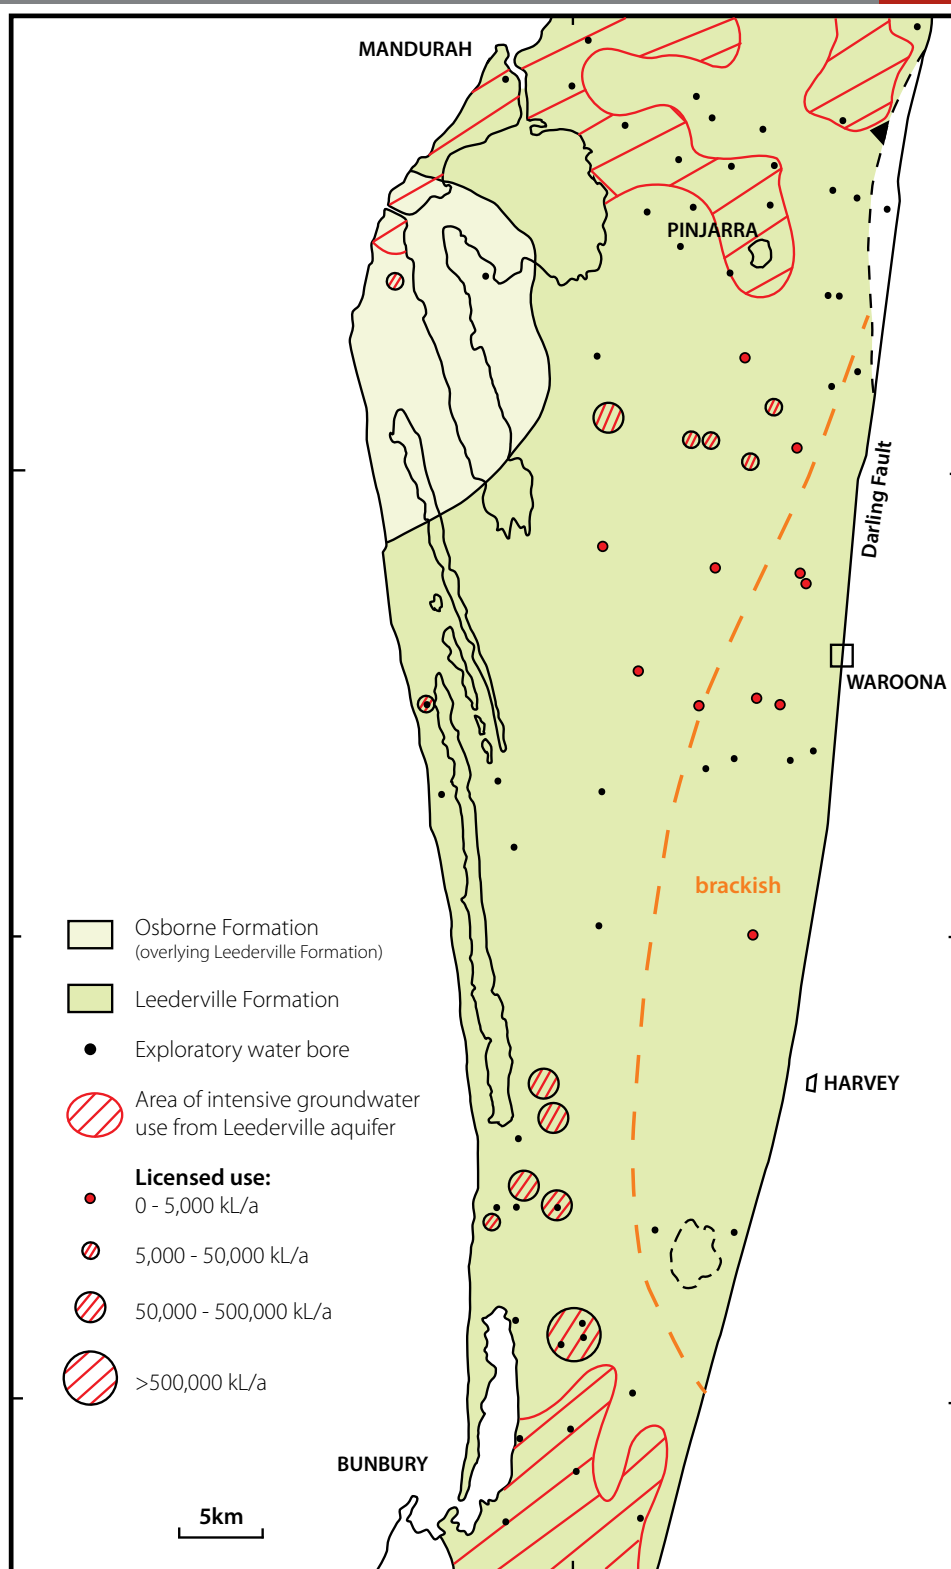 MANDURAH
PINJARRA
Darling Fault
WAROONA
brackish
HARVEY
Osborne Formation
(overlying Leederville Formation)
Leederville Formation
Exploratory water bore
Area of intensive groundwater
use from Leederville aquifer
Licensed use:
0 - 5,000 kL/a
5,000 - 50,000 kL/a
50,000 - 500,000 kL/a
>500,000 kL/a
BUNBURY
5km